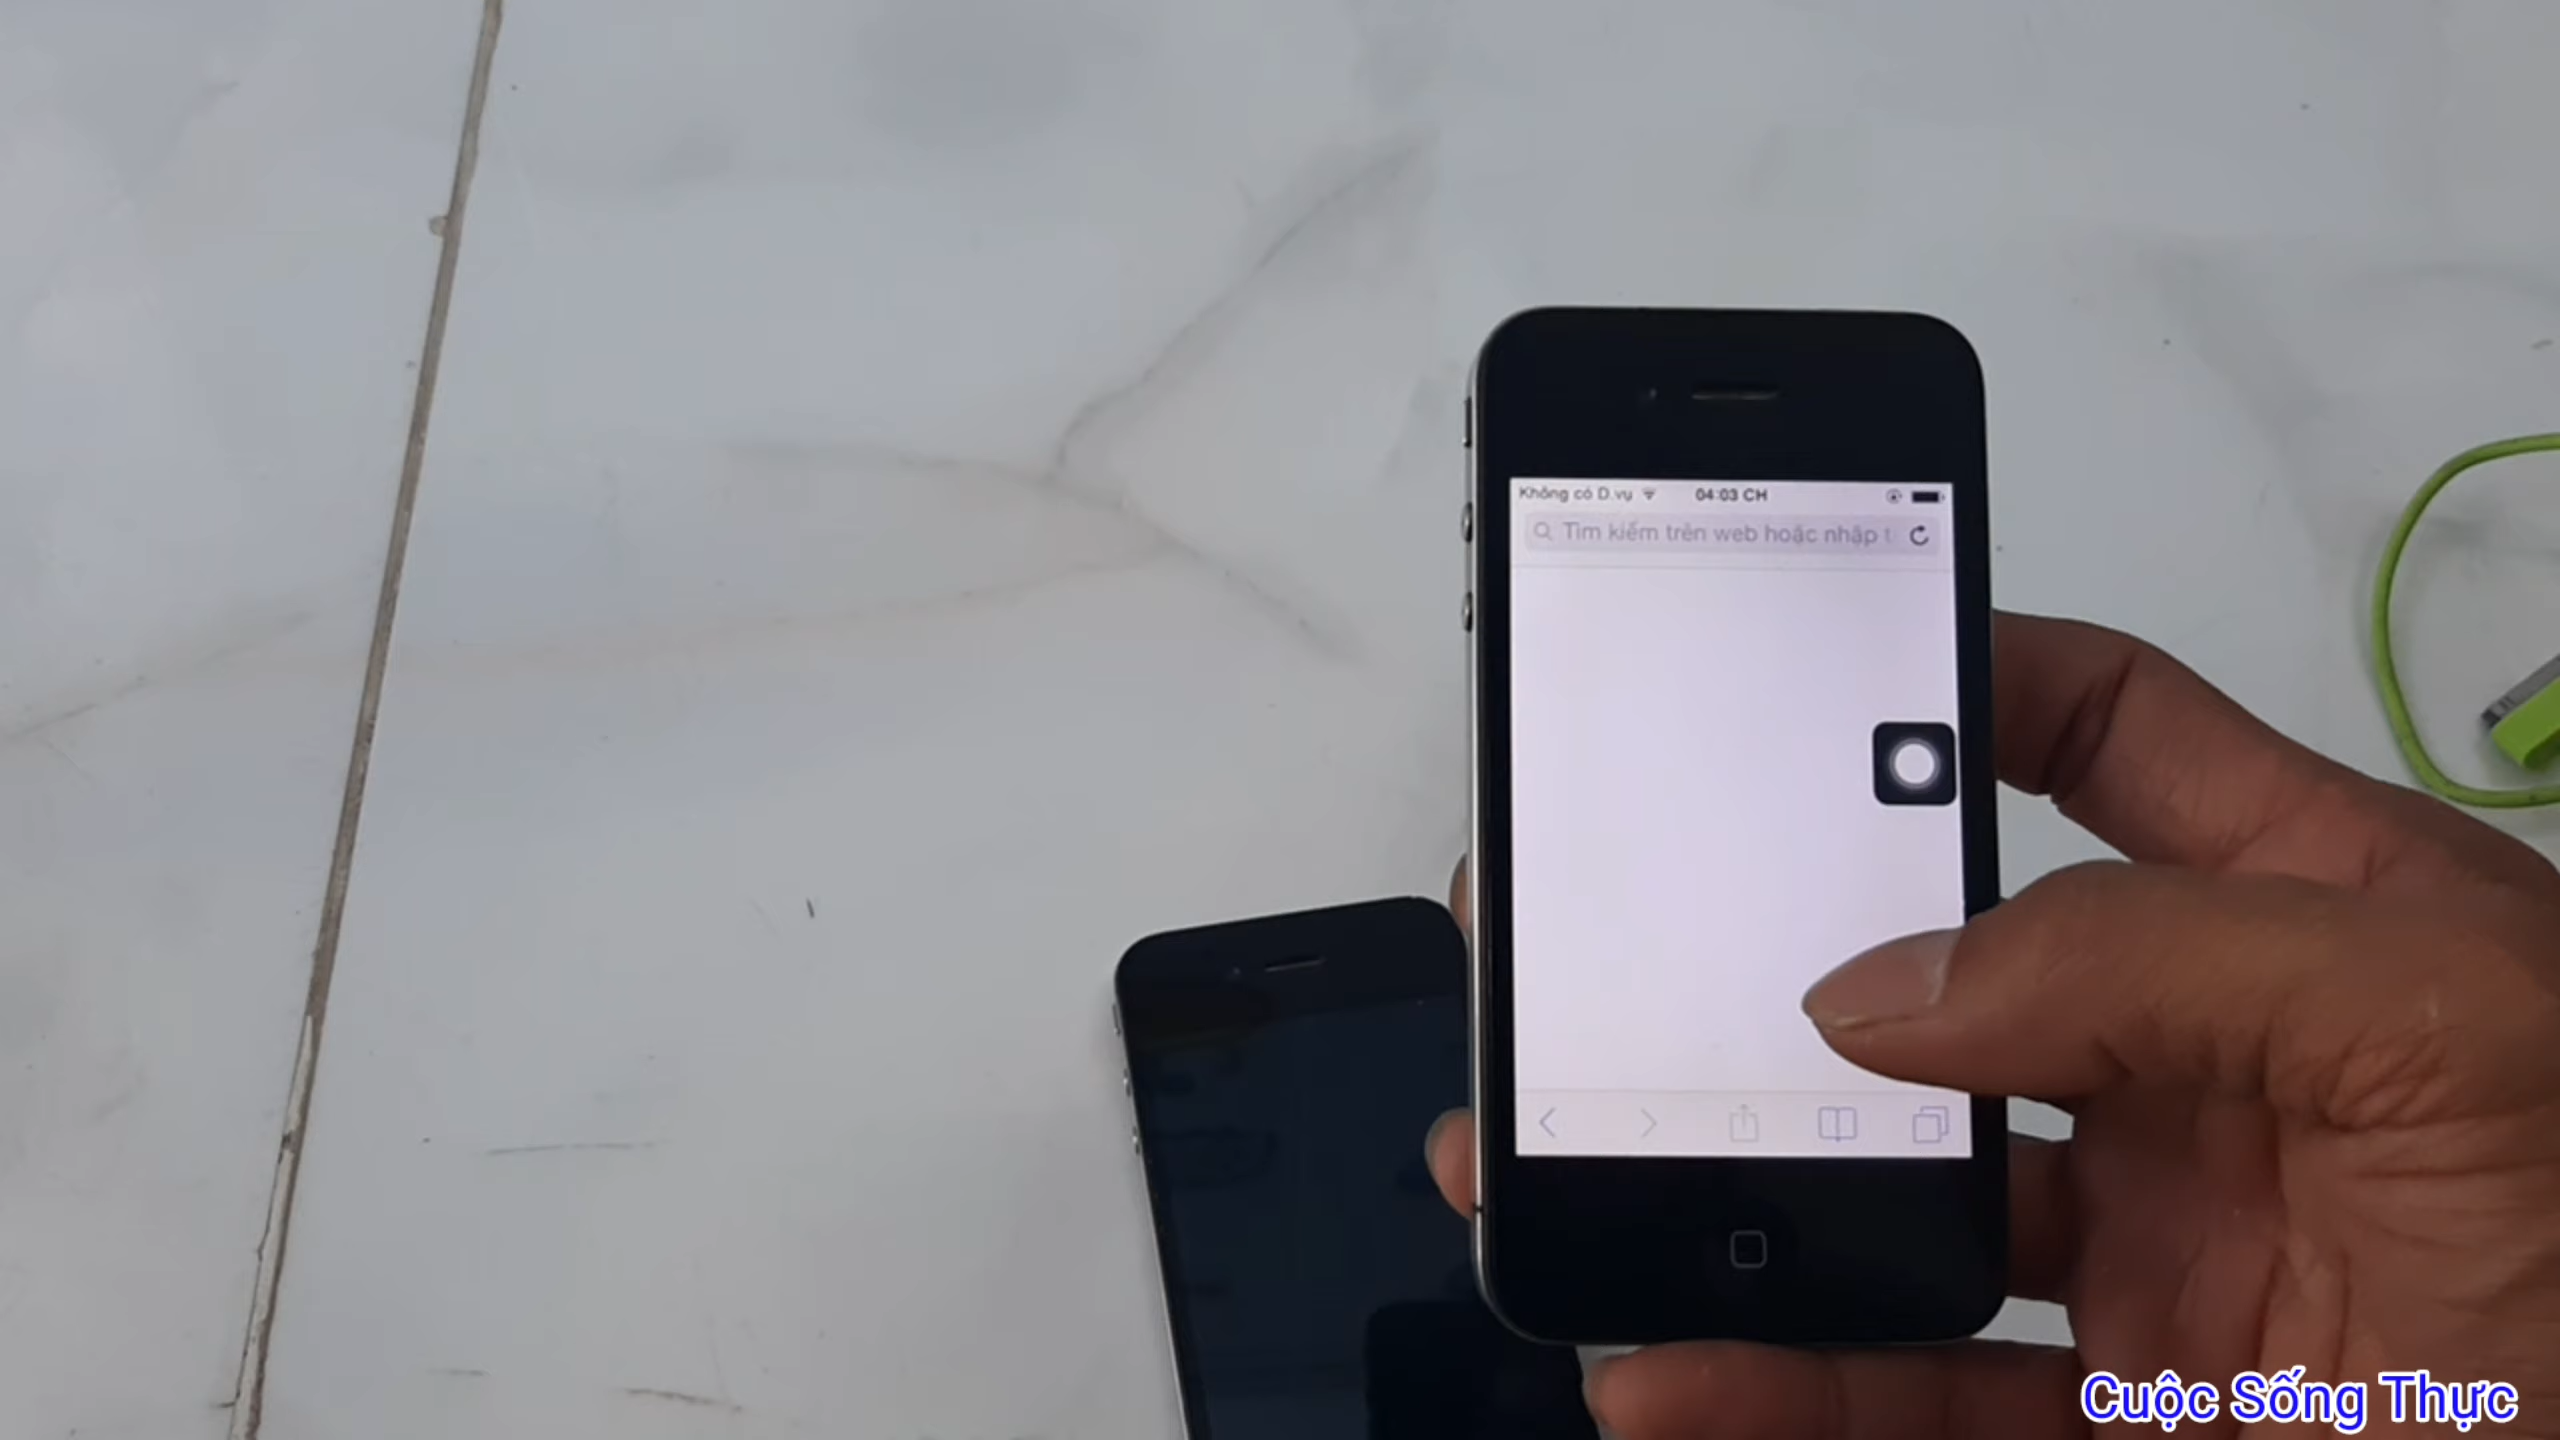 Không có D.vụ 04:03 CH
Tìm kiếm trên web hoặc nhập t
Cuộc Sống Thực